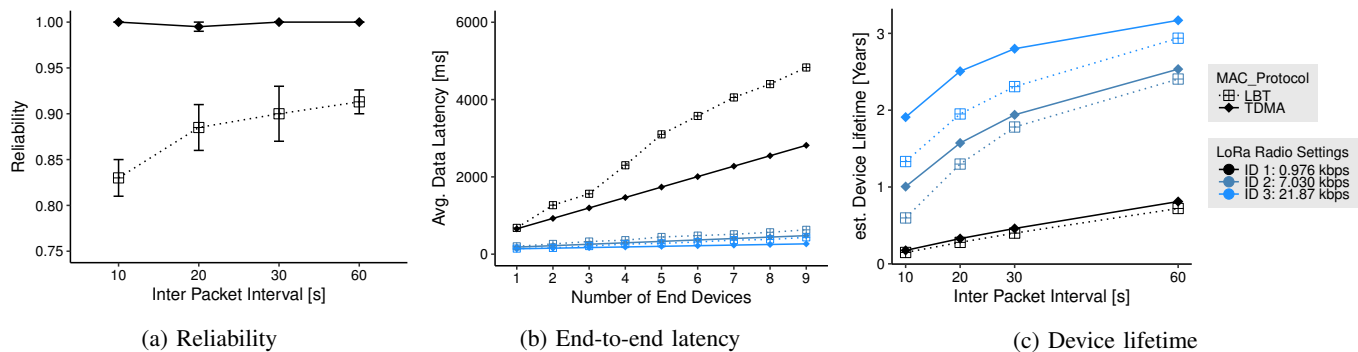 1.00
0.95
0.90
0.85
0.80
0.75
Reliability
10 20 30 60
Inter Packet Interval [s]
(a) Reliability
6000
4000
2000
0
Avg. Data Latency [ms]
1 2 3 4 5 6 7 8 9
Number of End Devices
(b) End-to-end latency
3
2
1
0
est. Device Lifetime [Years]
10 20 30 60
Inter Packet Interval [s]
(c) Device lifetime
MAC_Protocol
LBT
TDMA
LoRa Radio Settings
ID 1: 0.976 kbps
ID 2: 7.030 kbps
ID 3: 21.87 kbps